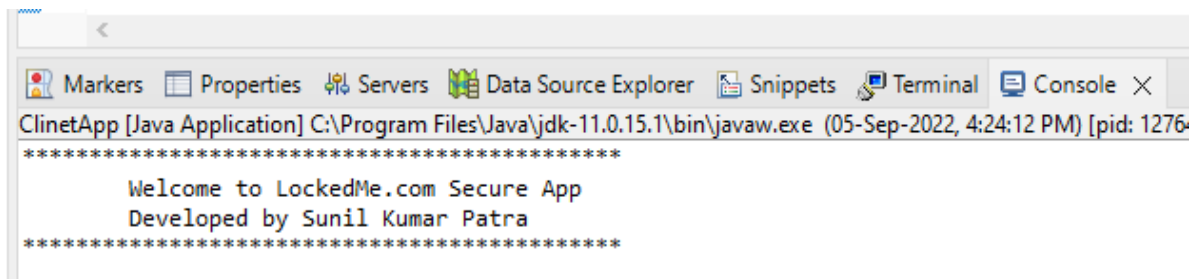 Markers Properties Servers Data Source Explorer Snippets Terminal Console
ClinetApp [Java Application] C:\Program Files\Java\jdk-11.0.15.1\bin\javaw.exe (05-Sep-2022, 4:24:12 PM) [pid: 12764
*********************************************
Welcome to LockedMe.com Secure App
Developed by Sunil Kumar Patra
*********************************************